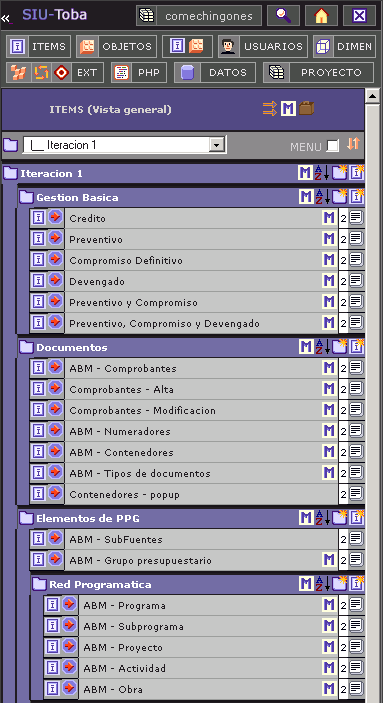 « SIU-Toba comechingones
ITEMS OBJETOS USUARIOS DIMEN
EXT PHP DATOS PROYECTO
ITEMS (Vista general) M
|__ Iteracion 1 MENU
Iteracion 1 M A Z
Gestion Basica M A Z
Credito M 2
Preventivo M 2
Compromiso Definitivo M 2
Devengado M 2
Preventivo y Compromiso M 2
Preventivo, Compromiso y Devengado M 2
Documentos M A Z
ABM - Comprobantes M 2
Comprobantes - Alta M 2
Comprobantes - Modificacion M 2
ABM - Numeradores M 2
ABM - Contenedores M 2
ABM - Tipos de documentos M 2
Contenedores - popup 2
Elementos de PPG M A Z
ABM - SubFuentes 2
ABM - Grupo presupuestario M 2
Red Programatica M A Z
ABM - Programa M 2
ABM - Subprograma M 2
ABM - Proyecto M 2
ABM - Actividad M 2
ABM - Obra M 2